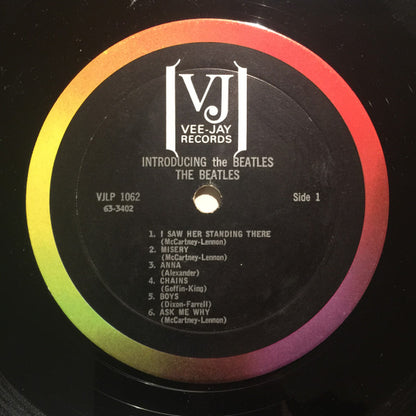 VJ
VEE-JAY
RECORDS
INTRODUCING the BEATLES
THE BEATLES
VJLP 1062
63-3402
Side 1
1. I SAW HER STANDING THERE
(McCartney-Lennon)
2. MISERY
(McCartney-Lennon)
3. ANNA
(Alexander)
4. CHAINS
(Goffin-King)
5. BOYS
(Dixon-Farrell)
6. ASK ME WHY
(McCartney-Lennon)